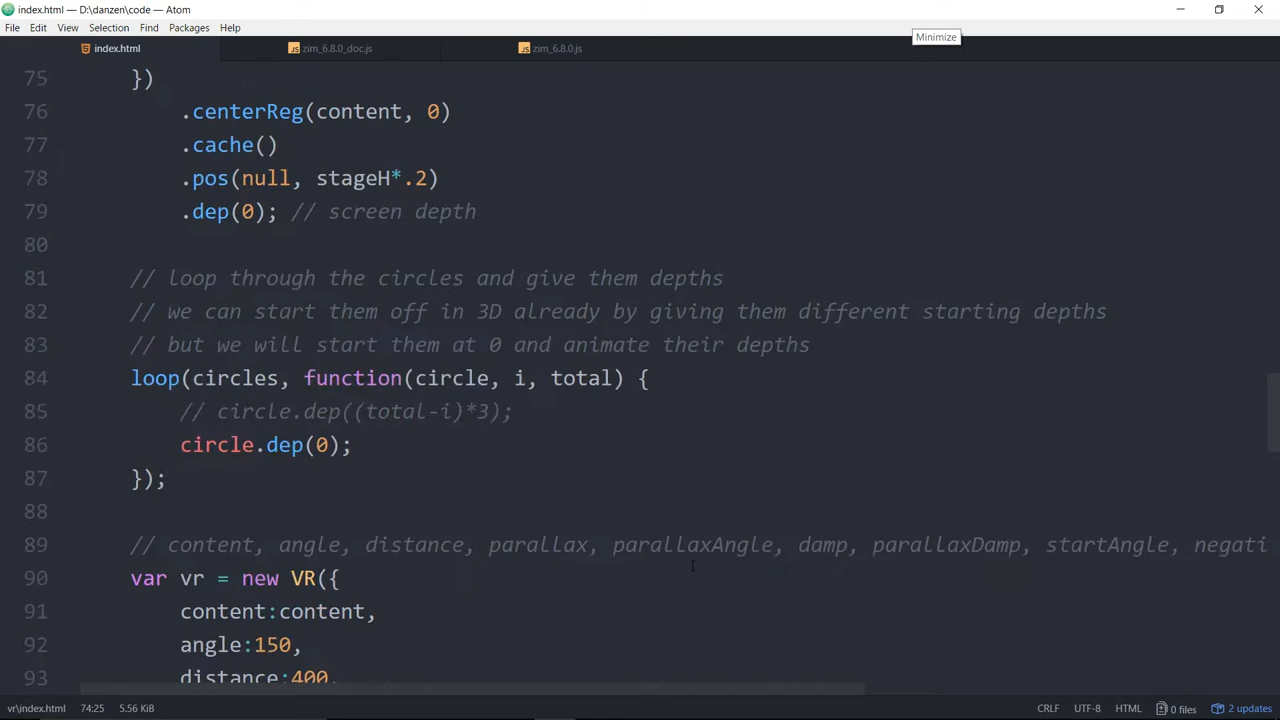 index.html — D:\danzen\code — Atom
File Edit View Selection Find Packages Help
Minimize
index.html zim_6.8.0_doc.js zim_6.8.0.js
75 })
76 .centerReg(content, 0)
77 .cache()
78 .pos(null, stageH*.2)
79 .dep(0); // screen depth
80
81 // loop through the circles and give them depths
82 // we can start them off in 3D already by giving them different starting depths
83 // but we will start them at 0 and animate their depths
84 loop(circles, function(circle, i, total) {
85 // circle.dep((total-i)*3);
86 circle.dep(0);
87 });
88
89 // content, angle, distance, parallax, parallaxAngle, damp, parallaxDamp, startAngle, negati
90 var vr = new VR({
91 content:content,
92 angle:150,
93 distance:400,
vr\index.html 74:25 5.56 KiB CRLF UTF-8 HTML 0 files 2 updates